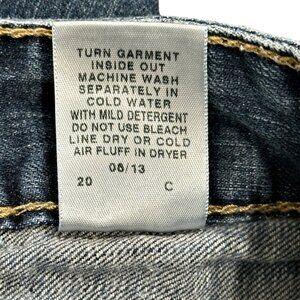 TURN GARMENT
INSIDE OUT
MACHINE WASH
SEPARATELY IN
COLD WATER
WITH MILD DETERGENT
DO NOT USE BLEACH
LINE DRY OR COLD
AIR FLUFF IN DRYER
08/13
20 C